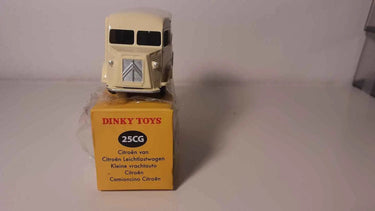 DINKY TOYS
25CG
Citroën van
Citroën Leichtlastwagen
Kleine vrachtauto
Citroën
Camioncino Citroën